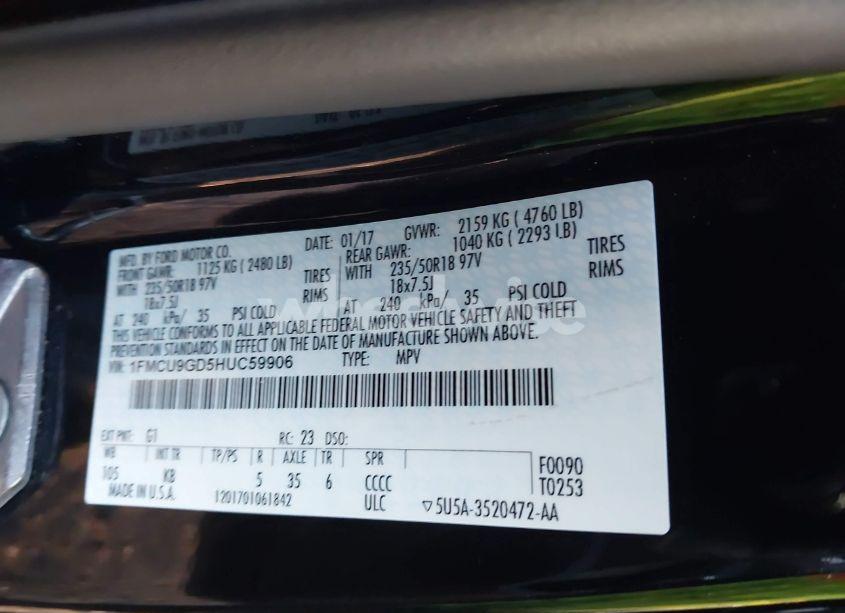 MFD. BY FORD MOTOR CO.
DATE: 01/17 GVWR: 2159 KG ( 4760 LB)
FRONT GAWR: 1125 KG ( 2480 LB) REAR GAWR: 1040 KG ( 2293 LB)
WITH 235/50R18 97V TIRES WITH 235/50R18 97V TIRES
18x7.5J RIMS 18x7.5J RIMS
AT 240 kPa/ 35 PSI COLD AT 240 kPa/ 35 PSI COLD
THIS VEHICLE CONFORMS TO ALL APPLICABLE FEDERAL MOTOR VEHICLE SAFETY AND THEFT
PREVENTION STANDARDS IN EFFECT ON THE DATE OF MANUFACTURE SHOWN ABOVE.
VIN: 1FMCU9GD5HUC59906 TYPE: MPV
EXT PNT: G1 RC: 23 DSO:
WB INT TR TP/PS R AXLE TR SPR
105 KB 5 35 6 CCCC F0090
T0253
MADE IN U.S.A. 1201701061842 ULC ▽5U5A-3520472-AA